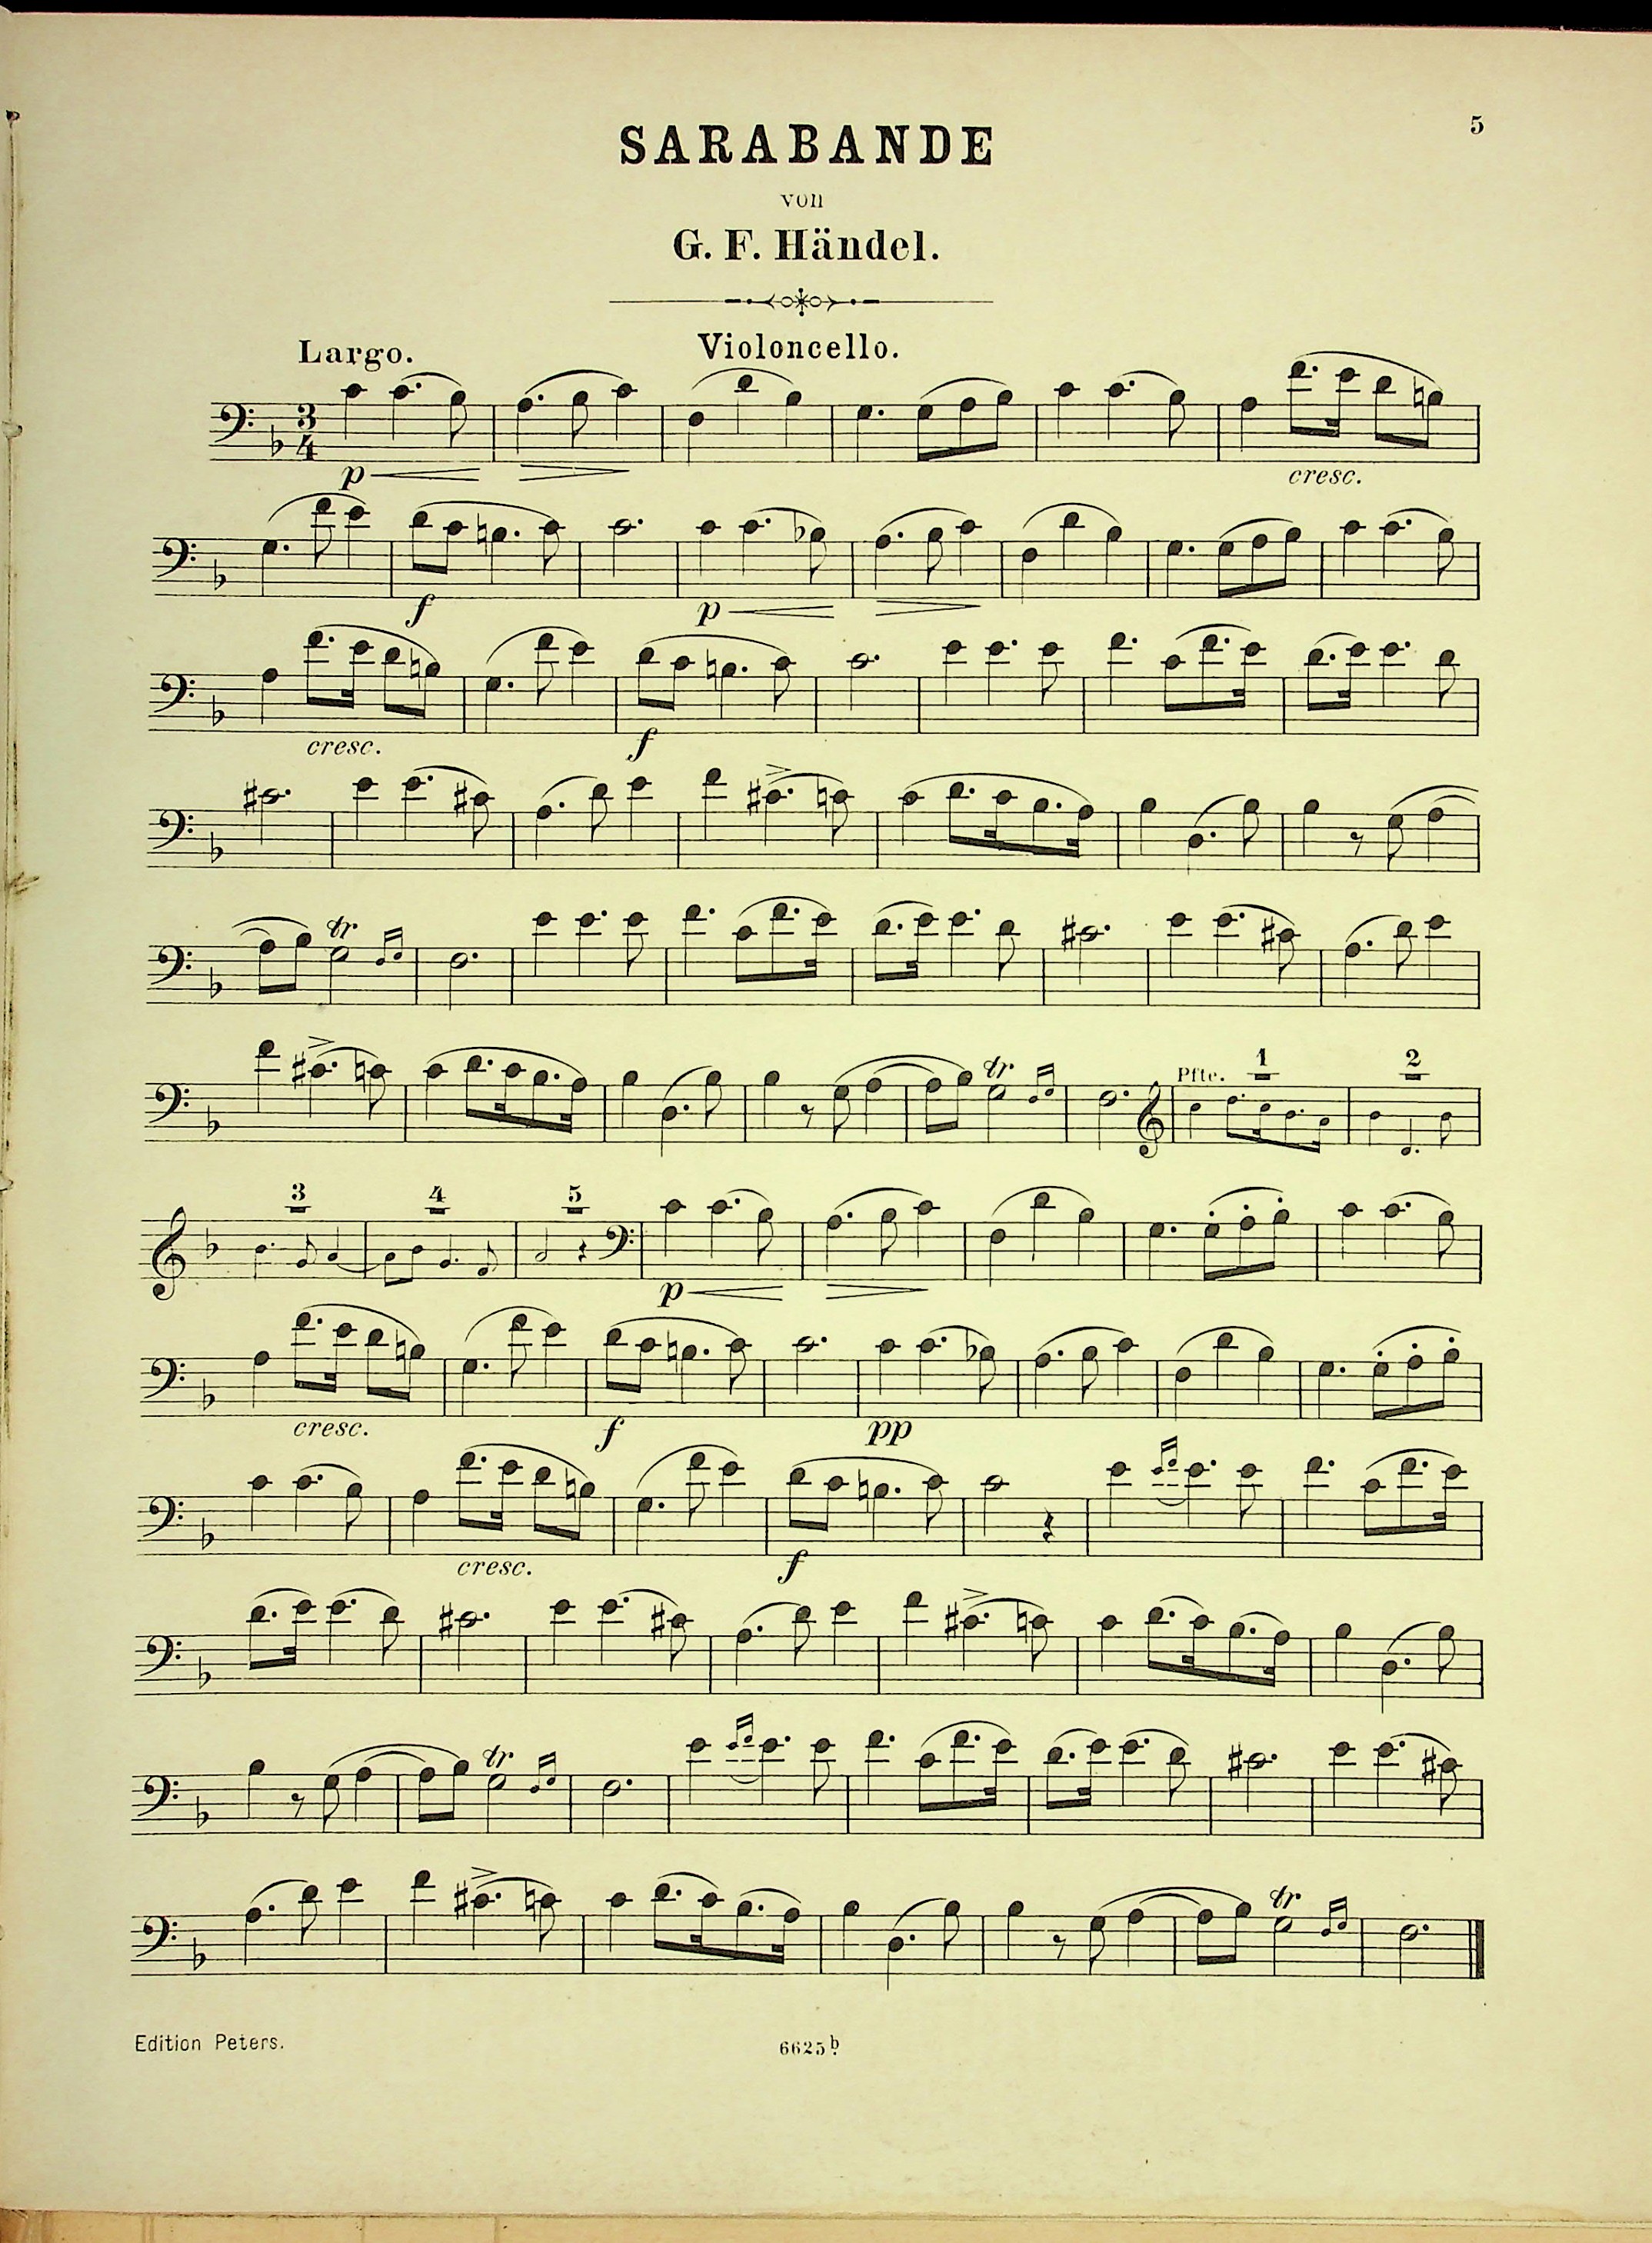 5
SARABANDE
von
G. F. Händel.
Largo.
Violoncello.
3
4
p
cresc.
f
p
cresc.
f
tr
tr
Pfte.
1
2
3
4
5
p
cresc.
f
pp
cresc.
f
tr
tr
Edition Peters.
6625b.